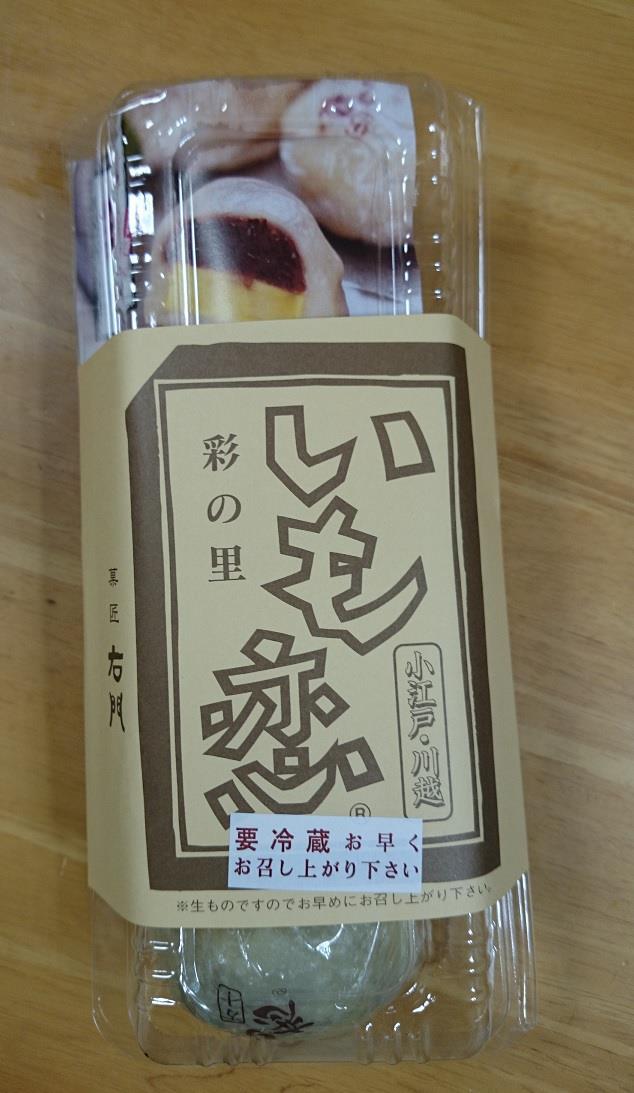 いも恋
彩の里
小江戸・川越
®
菓匠 右門
要冷蔵お早く
お召し上がり下さい
※生ものですのでお早めにお召し上がり下さい。
恋